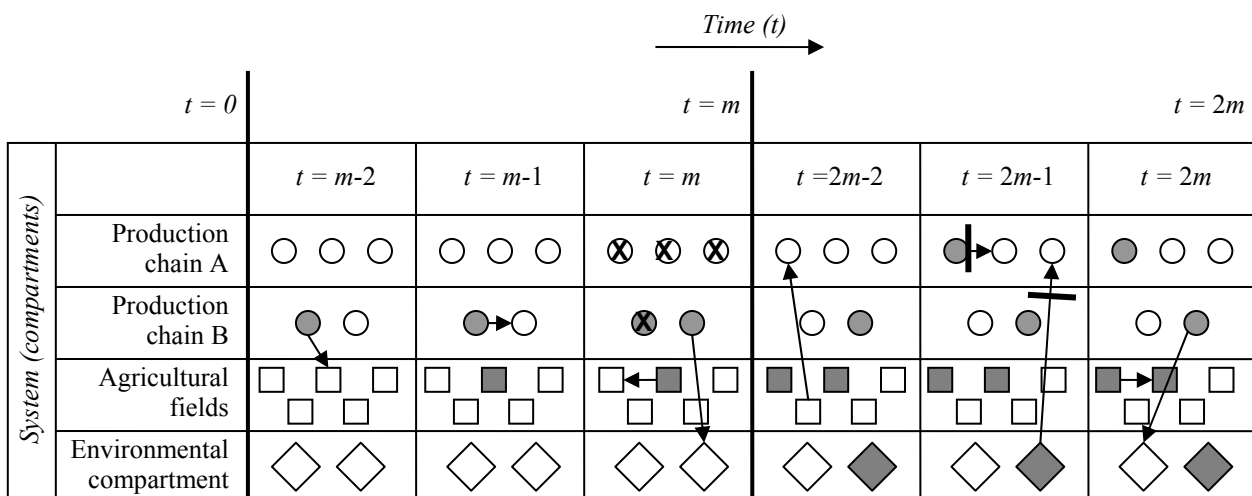 Time (t)
t = 0
t = m
t = 2m
System (compartments)
t = m-2
t = m-1
t = m
t =2m-2
t = 2m-1
t = 2m
Production
chain A
X X X
Production
chain B
X
Agricultural
fields
Environmental
compartment